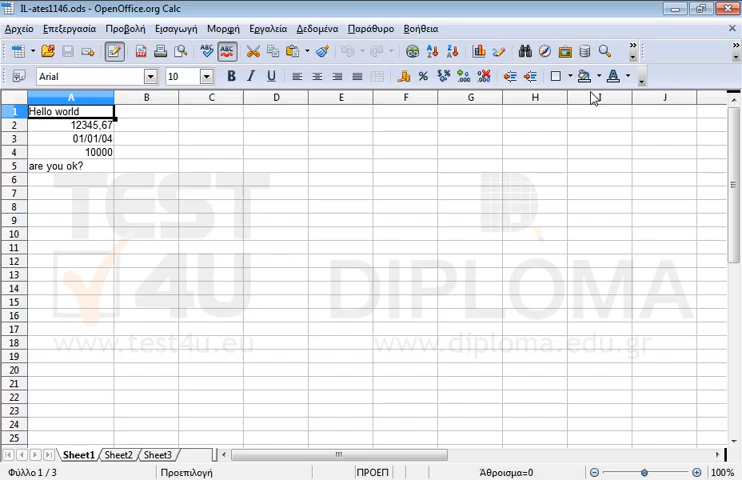 IL-ates1146.ods - OpenOffice.org Calc
Αρχείο Επεξεργασία Προβολή Εισαγωγή Μορφή Εργαλεία Δεδομένα Παράθυρο Βοήθεια
Arial 10
A B C D E F G H I J
1 Hello world
2 12345,67
3 01/01/04
4 10000
5 are you ok?
6
7
8
9
10
11
12
13
14
15
16
17
18
19
20
21
22
23
24
25
TEST 4U DIPLOMA
www.test4u.eu www.diploma.edu.gr
Sheet1 Sheet2 Sheet3
Φύλλο 1 / 3 Προεπιλογή ΠΡΟΕΠ Άθροισμα=0 100%